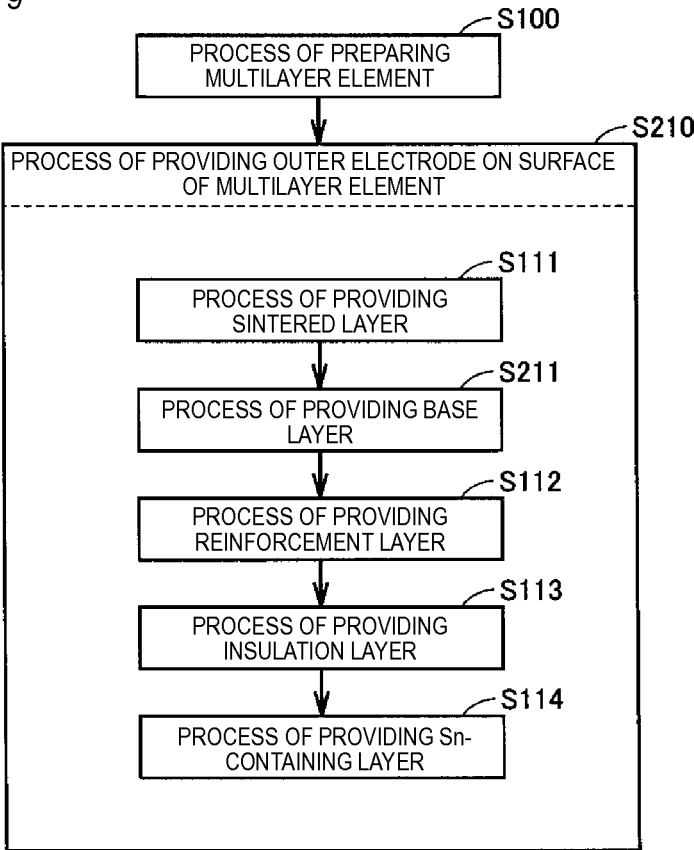 9
S100
PROCESS OF PREPARING
MULTILAYER ELEMENT
S210
PROCESS OF PROVIDING OUTER ELECTRODE ON SURFACE
OF MULTILAYER ELEMENT
S111
PROCESS OF PROVIDING
SINTERED LAYER
S211
PROCESS OF PROVIDING BASE
LAYER
S112
PROCESS OF PROVIDING
REINFORCEMENT LAYER
S113
PROCESS OF PROVIDING
INSULATION LAYER
S114
PROCESS OF PROVIDING Sn-
CONTAINING LAYER